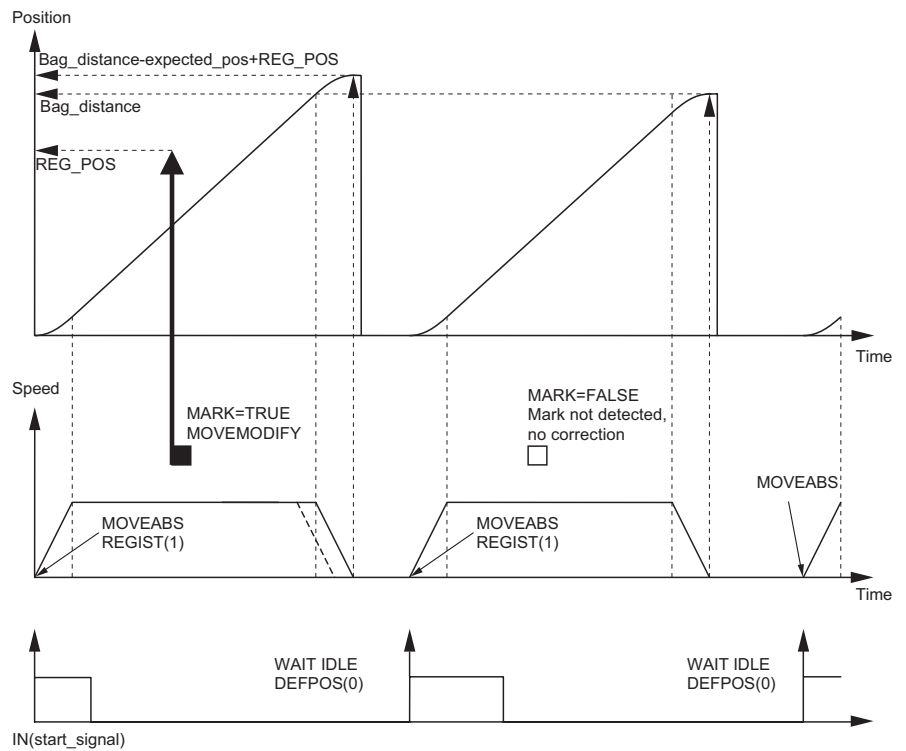 Position
Bag_distance-expected_pos+REG_POS
Bag_distance
REG_POS
Time
Speed
MARK=TRUE
MOVEMODIFY
MARK=FALSE
Mark not detected,
no correction
MOVEABS
REGIST(1)
MOVEABS
REGIST(1)
MOVEABS
Time
WAIT IDLE
DEFPOS(0)
WAIT IDLE
DEFPOS(0)
IN(start_signal)